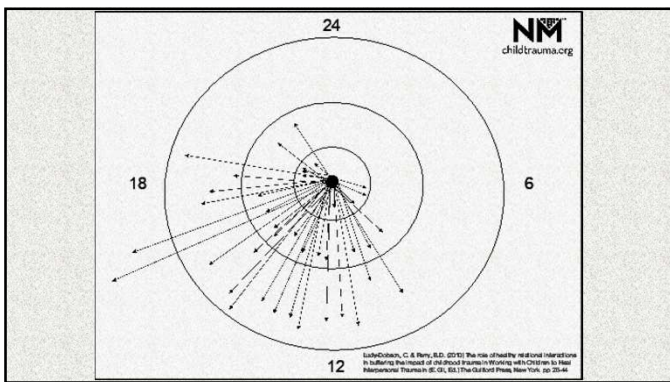 24
NM
childtrauma.org
18
6
12
Ludy-Dobson, C. & Perry, B.D. (2010) The role of healthy relational interactions
in buffering the impact of childhood trauma in Working with Children to Heal
Interpersonal Trauma in (E. Gil, Ed.) The Guilford Press, New York pp 26-44